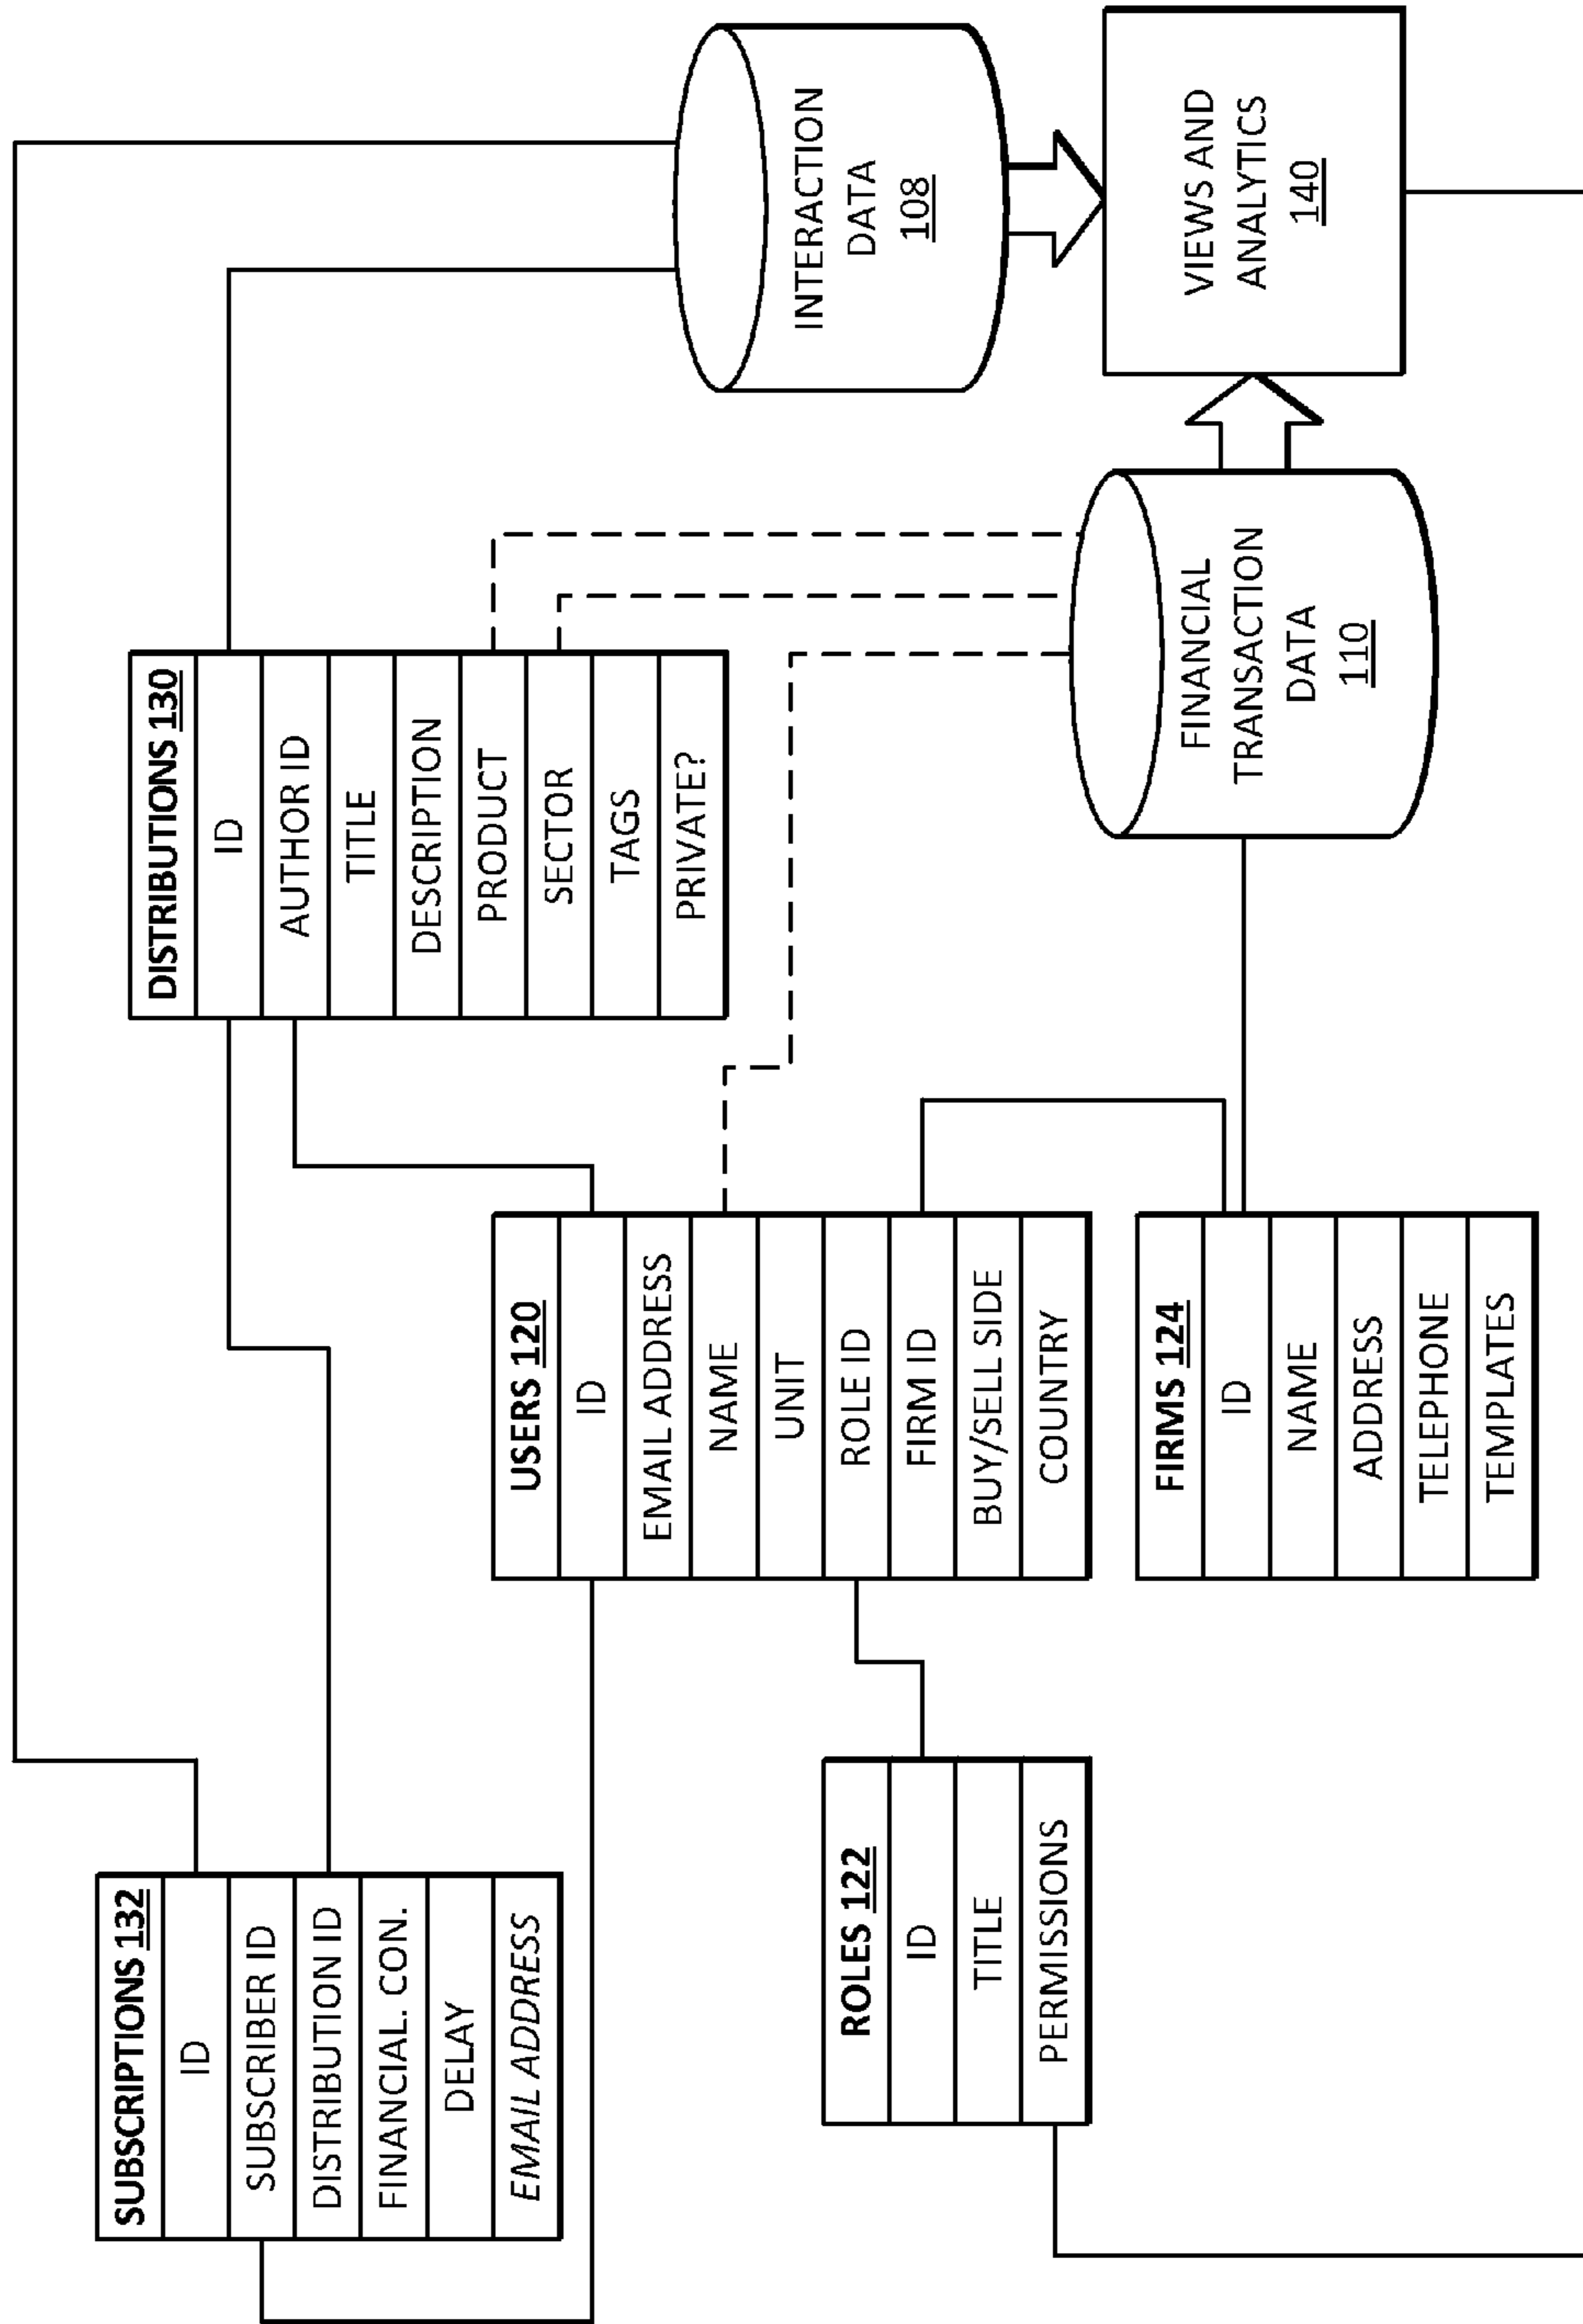 SUBSCRIPTIONS 132
ID
SUBSCRIBER ID
DISTRIBUTION ID
FINANCIAL. CON.
DELAY
EMAIL ADDRESS
DISTRIBUTIONS 130
ID
AUTHOR ID
TITLE
DESCRIPTION
PRODUCT
SECTOR
TAGS
PRIVATE?
USERS 120
ID
EMAIL ADDRESS
NAME
UNIT
ROLE ID
FIRM ID
BUY/SELL SIDE
COUNTRY
ROLES 122
ID
TITLE
PERMISSIONS
FIRMS 124
ID
NAME
ADDRESS
TELEPHONE
TEMPLATES
INTERACTION
DATA
108
FINANCIAL
TRANSACTION
DATA
110
VIEWS AND
ANALYTICS
140